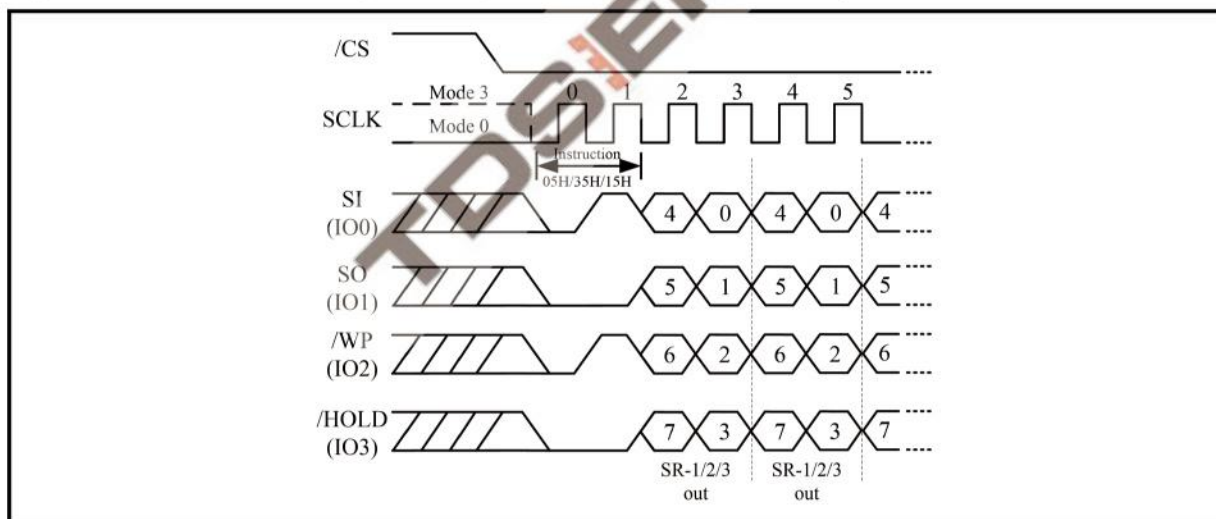 TDS:EM
/CS
Mode 3
0 1 2 3 4 5
SCLK
Mode 0
Instruction
05H/35H/15H
SI
(IO0)
4 0 4 0 4
SO
(IO1)
5 1 5 1 5
/WP
(IO2)
6 2 6 2 6
/HOLD
(IO3)
7 3 7 3 7
SR-1/2/3
out
SR-1/2/3
out